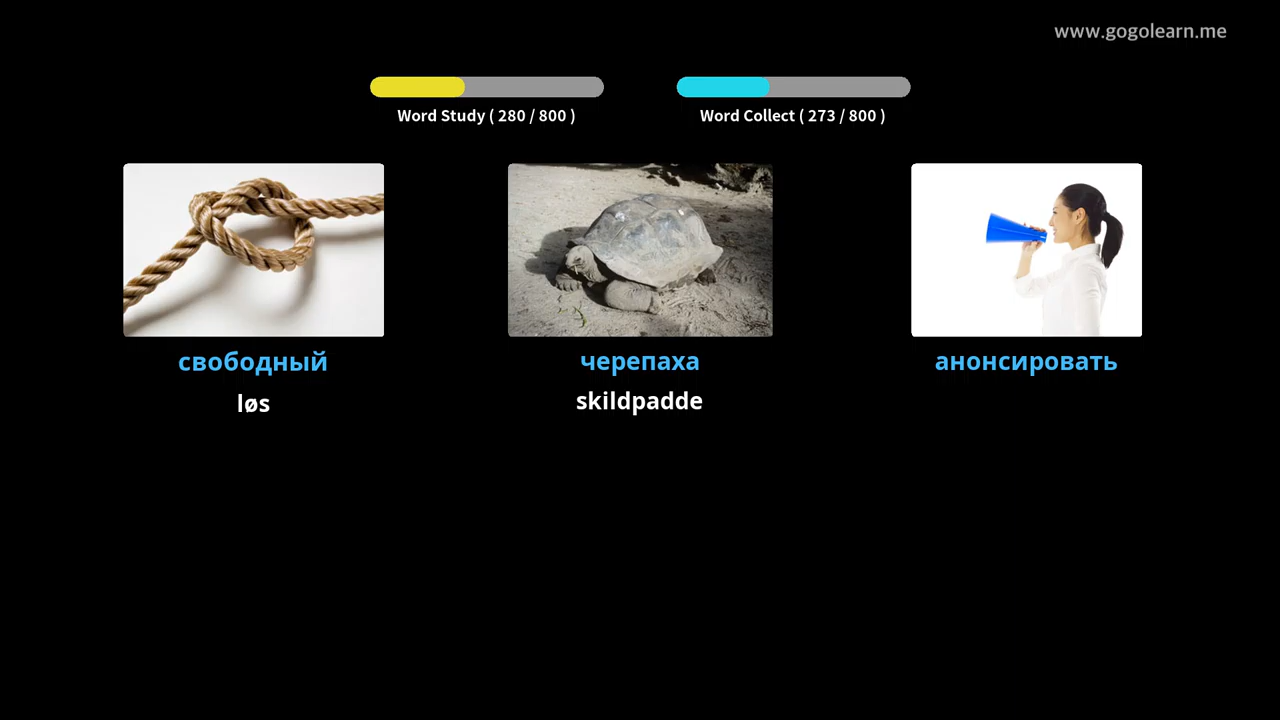 www.gogolearn.me
Word Study ( 280 / 800 )
Word Collect ( 273 / 800 )
свободный
черепаха
анонсировать
løs
skildpadde